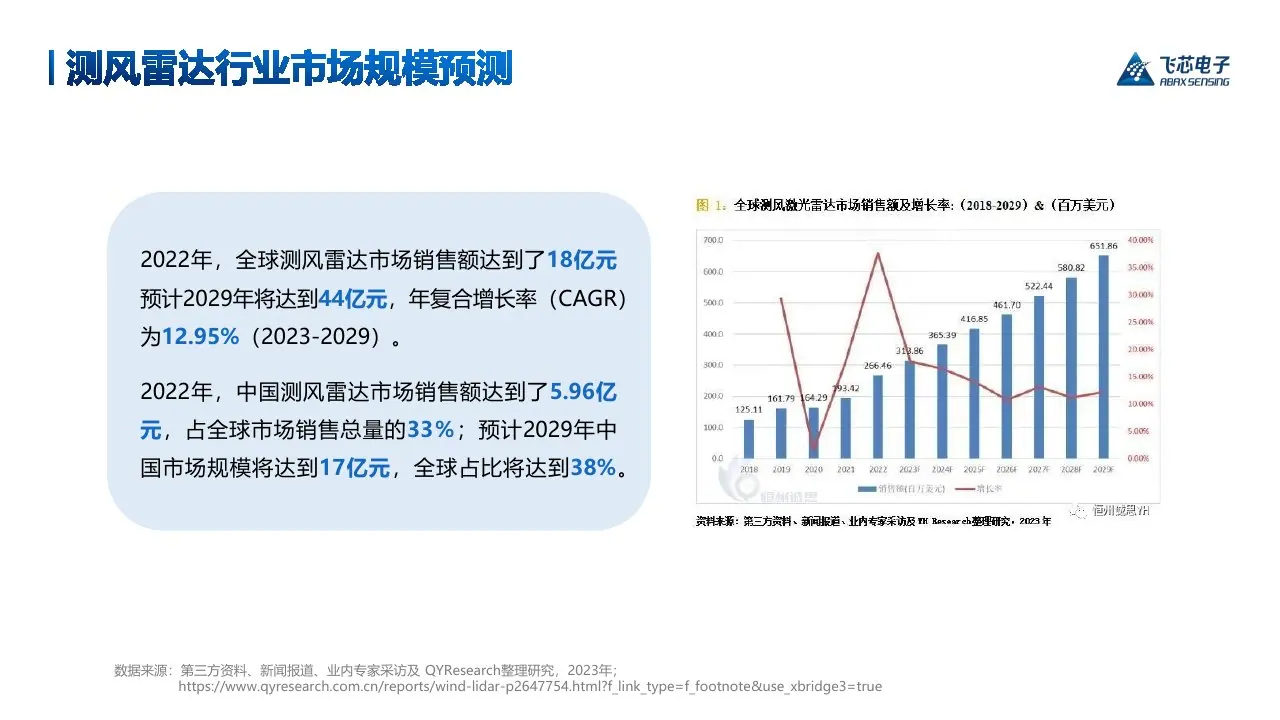 测风雷达行业市场规模预测
飞芯电子
ABAX SENSING
2022年，全球测风雷达市场销售额达到了18亿元
预计2029年将达到44亿元，年复合增长率（CAGR）
为12.95%（2023-2029）。
2022年，中国测风雷达市场销售额达到了5.96亿
元，占全球市场销售总量的33%；预计2029年中
国市场规模将达到17亿元，全球占比将达到38%。
图 1：全球测风激光雷达市场销售额及增长率:（2018-2029）&（百万美元）
700.0
600.0
500.0
400.0
300.0
200.0
100.0
0.0
125.11
161.79
164.29
193.42
266.46
313.86
365.39
416.85
461.70
522.44
580.82
651.86
40.00%
35.00%
30.00%
25.00%
20.00%
15.00%
10.00%
5.00%
0.00%
2018 2019 2020 2021 2022 2023F 2024F 2025F 2026F 2027F 2028F 2029F
销售额(百万美元) 增长率
恒州诚思
恒州诚思YH
资料来源：第三方资料、新闻报道、业内专家采访及 YH Research整理研究，2023 年
数据来源：第三方资料、新闻报道、业内专家采访及 QYResearch整理研究，2023年；
https://www.qyresearch.com.cn/reports/wind-lidar-p2647754.html?f_link_type=f_footnote&use_xbridge3=true